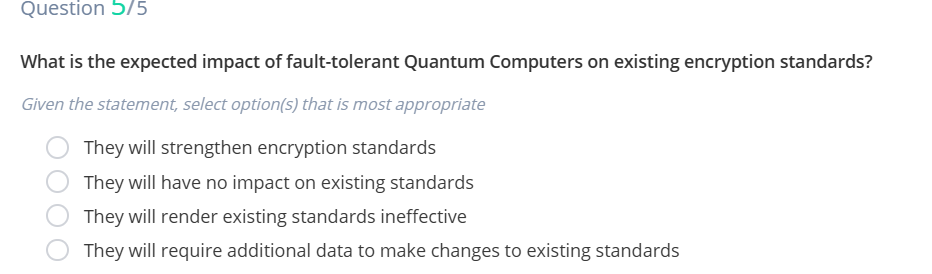 Question 5/5
What is the expected impact of fault-tolerant Quantum Computers on existing encryption standards?
Given the statement, select option(s) that is most appropriate
They will strengthen encryption standards
They will have no impact on existing standards
They will render existing standards ineffective
They will require additional data to make changes to existing standards